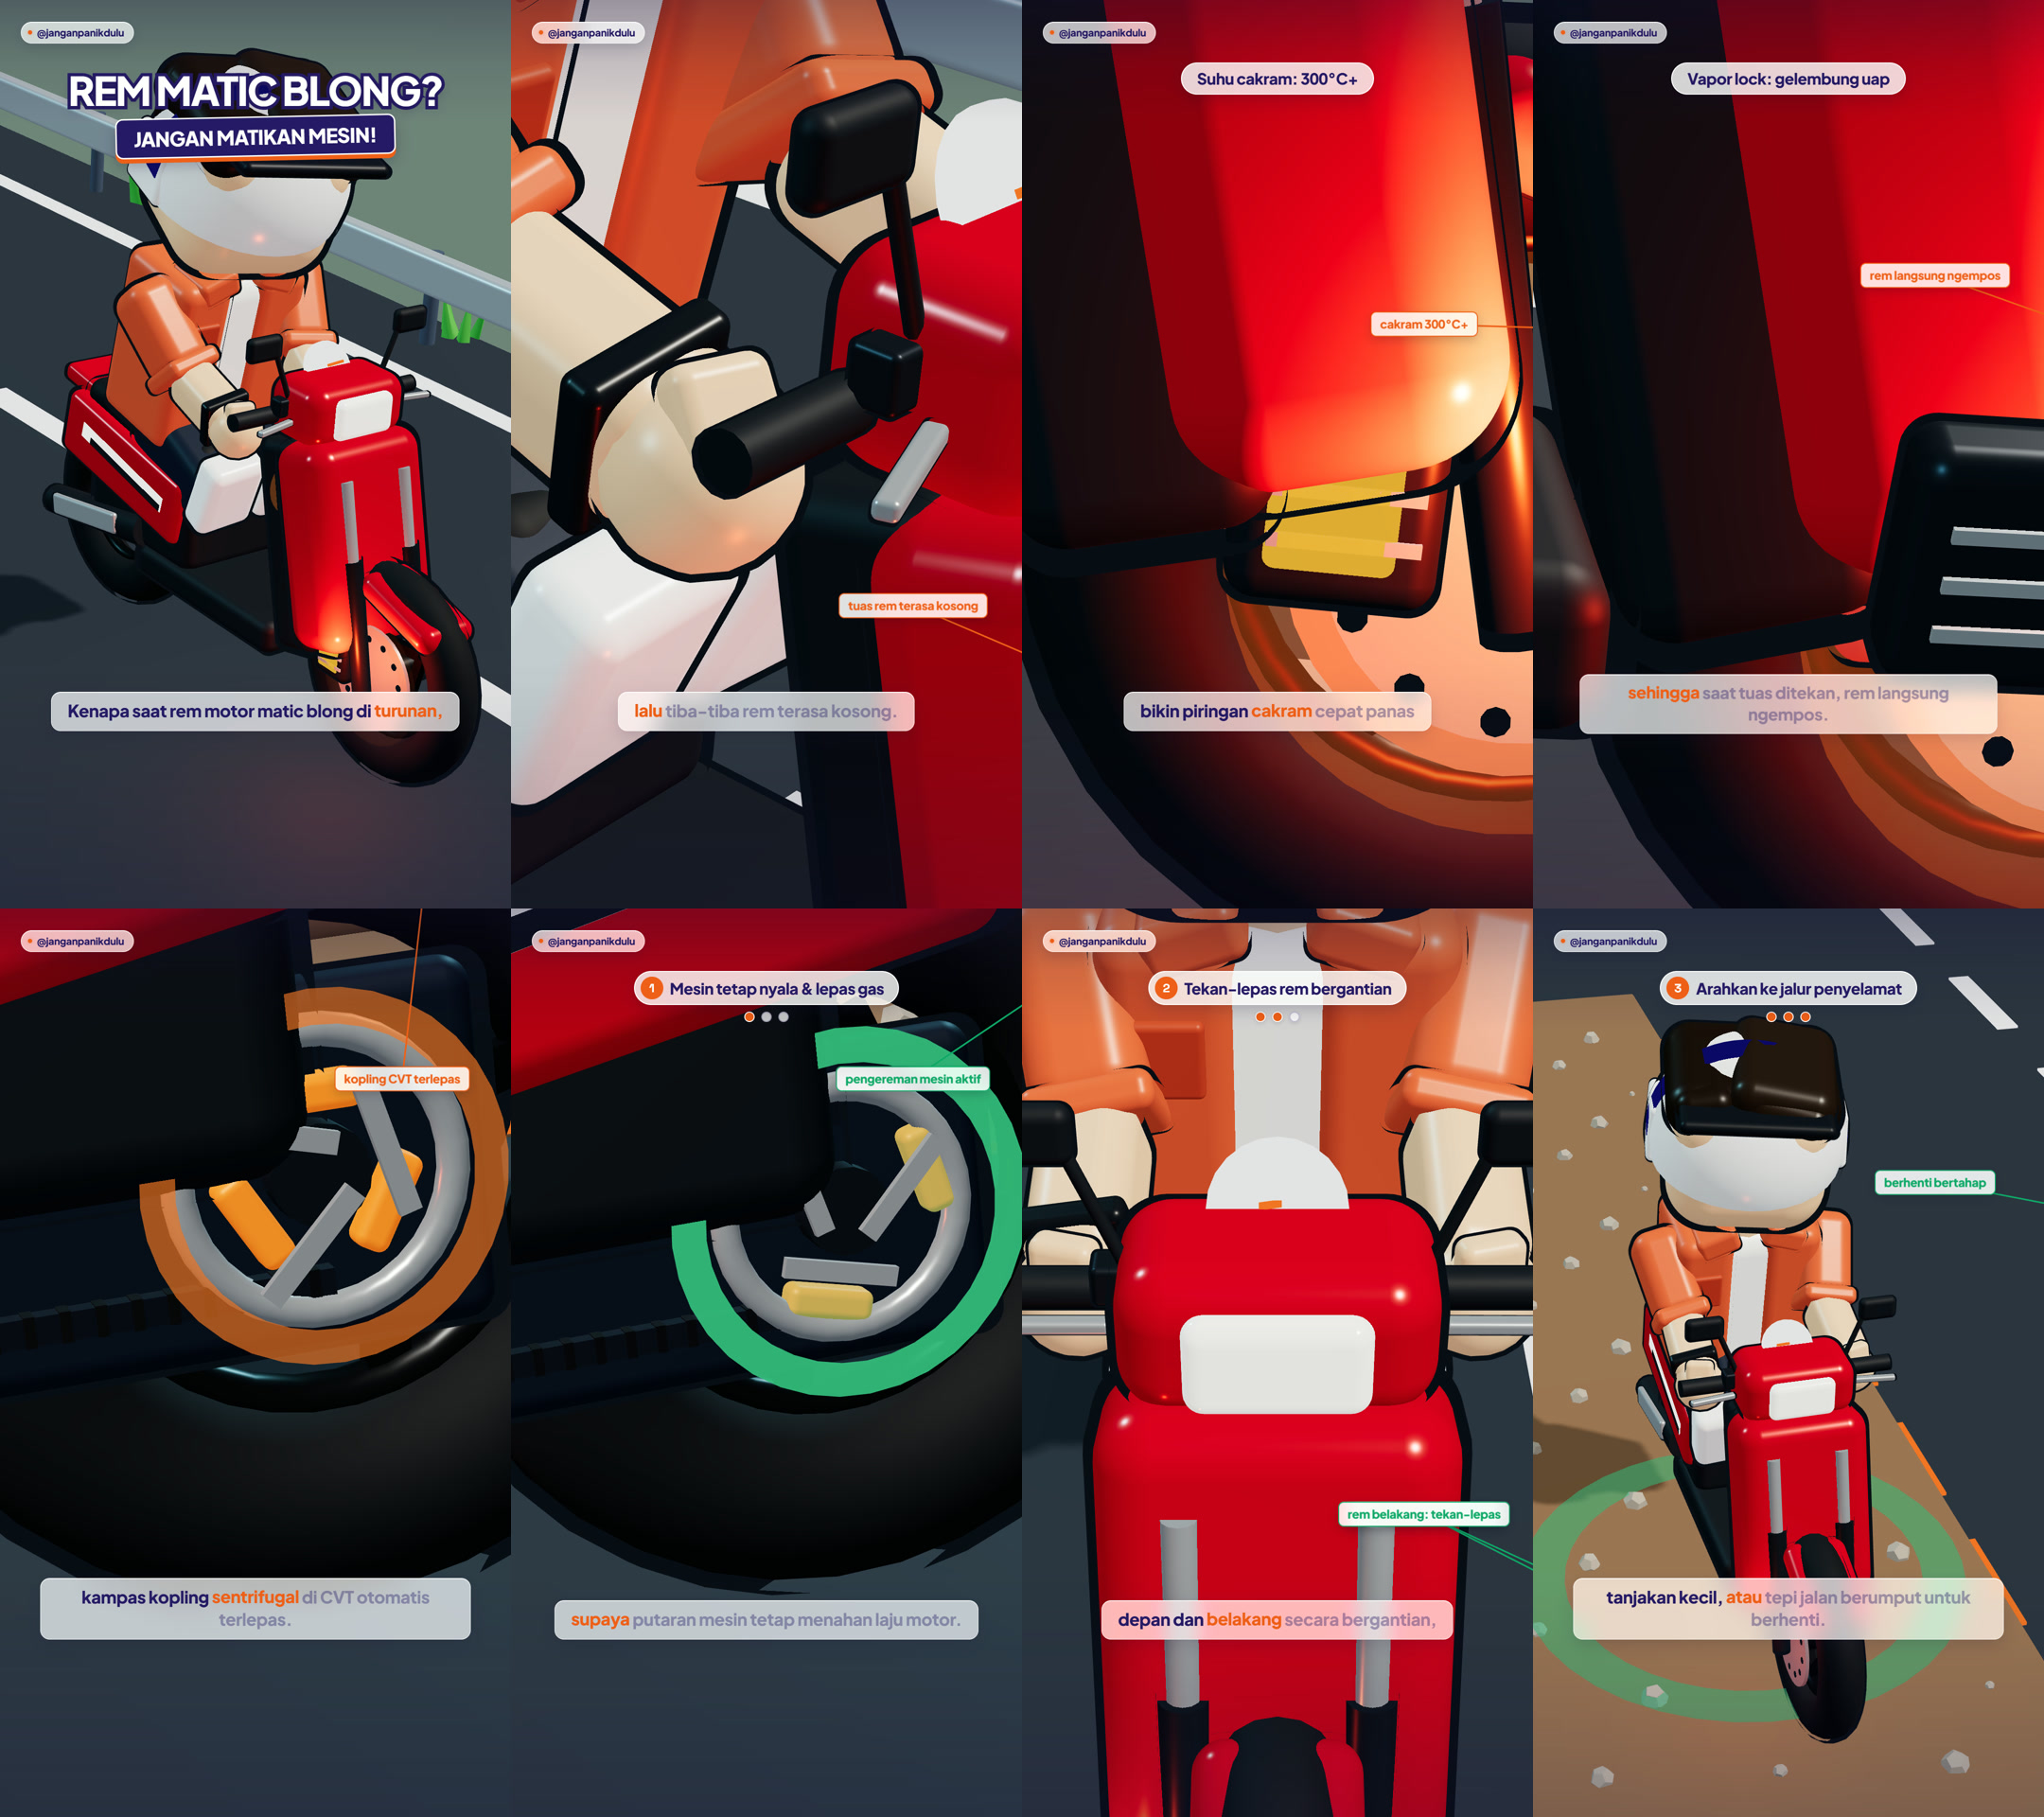 @janganpanikdulu
REM MATIC BLONG?
JANGAN MATIKAN MESIN!
Kenapa saat rem motor matic blong di turunan,
@janganpanikdulu
tuas rem terasa kosong
lalu tiba-tiba rem terasa kosong.
@janganpanikdulu
Suhu cakram: 300°C+
cakram 300°C+
bikin piringan cakram cepat panas
@janganpanikdulu
Vapor lock: gelembung uap
rem langsung ngempos
sehingga saat tuas ditekan, rem langsung
ngempos.
@janganpanikdulu
kopling CVT terlepas
kampas kopling sentrifugal di CVT otomatis
terlepas.
@janganpanikdulu
1 Mesin tetap nyala & lepas gas
pengereman mesin aktif
supaya putaran mesin tetap menahan laju motor.
@janganpanikdulu
2 Tekan-lepas rem bergantian
rem belakang: tekan-lepas
depan dan belakang secara bergantian,
@janganpanikdulu
3 Arahkan ke jalur penyelamat
berhenti bertahap
tanjakan kecil, atau tepi jalan berumput untuk
berhenti.